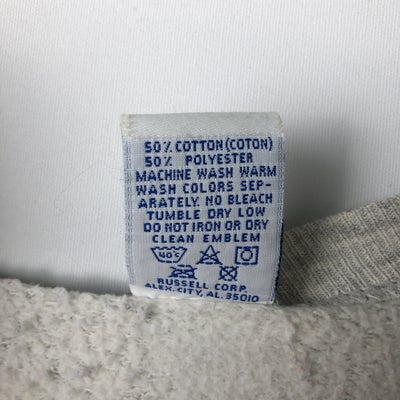 50% COTTON (COTON)
50% POLYESTER
MACHINE WASH WARM
WASH COLORS SEP-
ARATELY. NO BLEACH
TUMBLE DRY LOW
DO NOT IRON OR DRY
CLEAN EMBLEM
40°C
RUSSELL CORP.
ALEX. CITY, AL. 35010